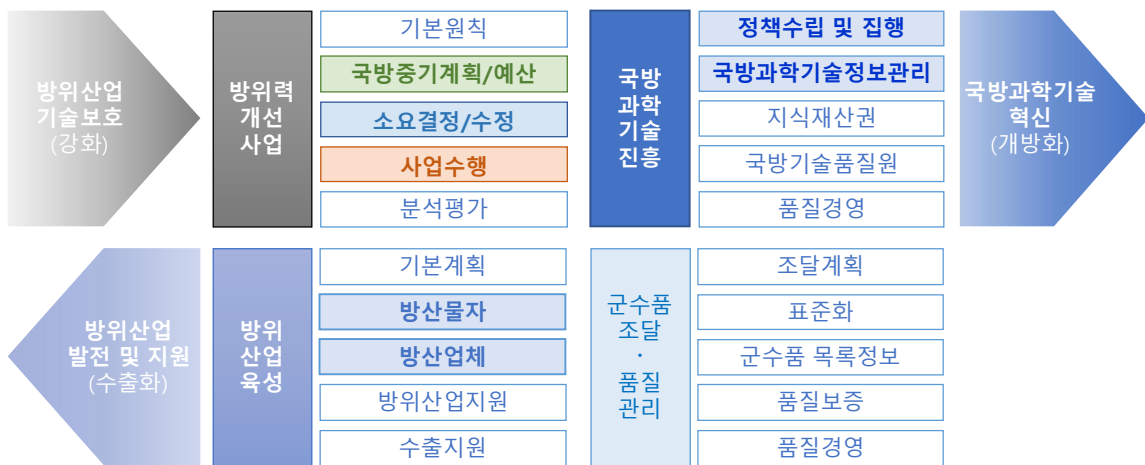 방위산업
기술보호
(강화)
방위력
개선
사업
기본원칙
국방중기계획/예산
소요결정/수정
사업수행
분석평가
국방
과학
기술
진흥
정책수립 및 집행
국방과학기술정보관리
지식재산권
국방기술품질원
품질경영
국방과학기술
혁신
(개방화)
방위산업
발전 및 지원
(수출화)
방위
산업
육성
기본계획
방산물자
방산업체
방위산업지원
수출지원
군수품
조달
·
품질
관리
조달계획
표준화
군수품 목록정보
품질보증
품질경영